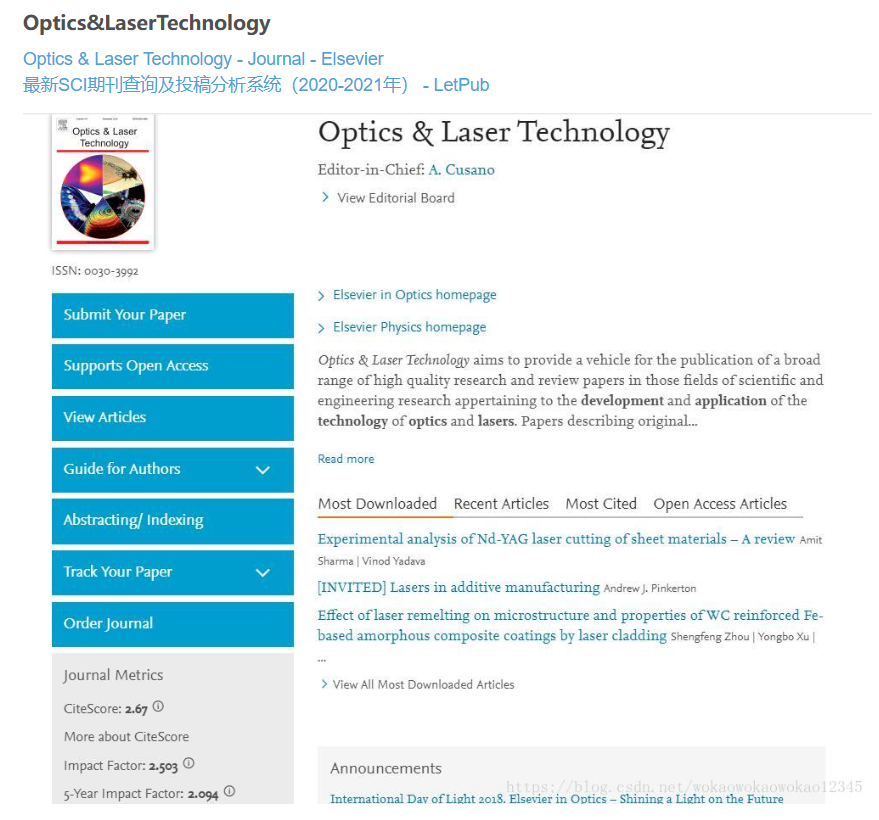 Optics&LaserTechnology
Optics & Laser Technology - Journal - Elsevier
最新SCI期刊查询及投稿分析系统（2020-2021年） - LetPub
Optics & Laser
Technology
ISSN: 0030-3992
Submit Your Paper
Supports Open Access
View Articles
Guide for Authors
Abstracting/ Indexing
Track Your Paper
Order Journal
Journal Metrics
CiteScore: 2.67
More about CiteScore
Impact Factor: 2.503
5-Year Impact Factor: 2.094
Optics & Laser Technology
Editor-in-Chief: A. Cusano
View Editorial Board
Elsevier in Optics homepage
Elsevier Physics homepage
Optics & Laser Technology aims to provide a vehicle for the publication of a broad
range of high quality research and review papers in those fields of scientific and
engineering research appertaining to the development and application of the
technology of optics and lasers. Papers describing original...
Read more
Most Downloaded Recent Articles Most Cited Open Access Articles
Experimental analysis of Nd-YAG laser cutting of sheet materials – A review Amit
Sharma | Vinod Yadava
[INVITED] Lasers in additive manufacturing Andrew J. Pinkerton
Effect of laser remelting on microstructure and properties of WC reinforced Fe-
based amorphous composite coatings by laser cladding Shengfeng Zhou | Yongbo Xu |
...
View All Most Downloaded Articles
Announcements
https://blog.csdn.net/wokaowokaowokao12345
International Day of Light 2018. Elsevier in Optics – Shining a Light on the Future